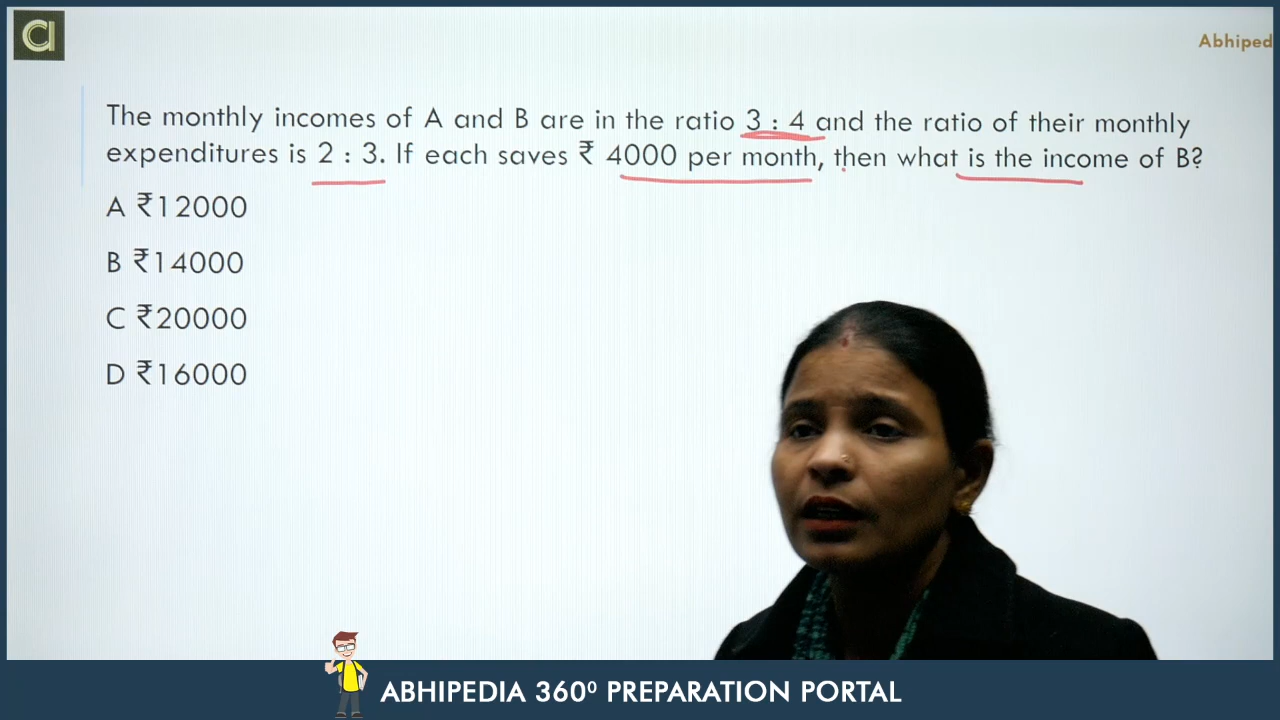 Abhiped
The monthly incomes of A and B are in the ratio 3 : 4 and the ratio of their monthly
expenditures is 2 : 3. If each saves ₹ 4000 per month, then what is the income of B?
A ₹12000
B ₹14000
C ₹20000
D ₹16000
ABHIPEDIA 360⁰ PREPARATION PORTAL